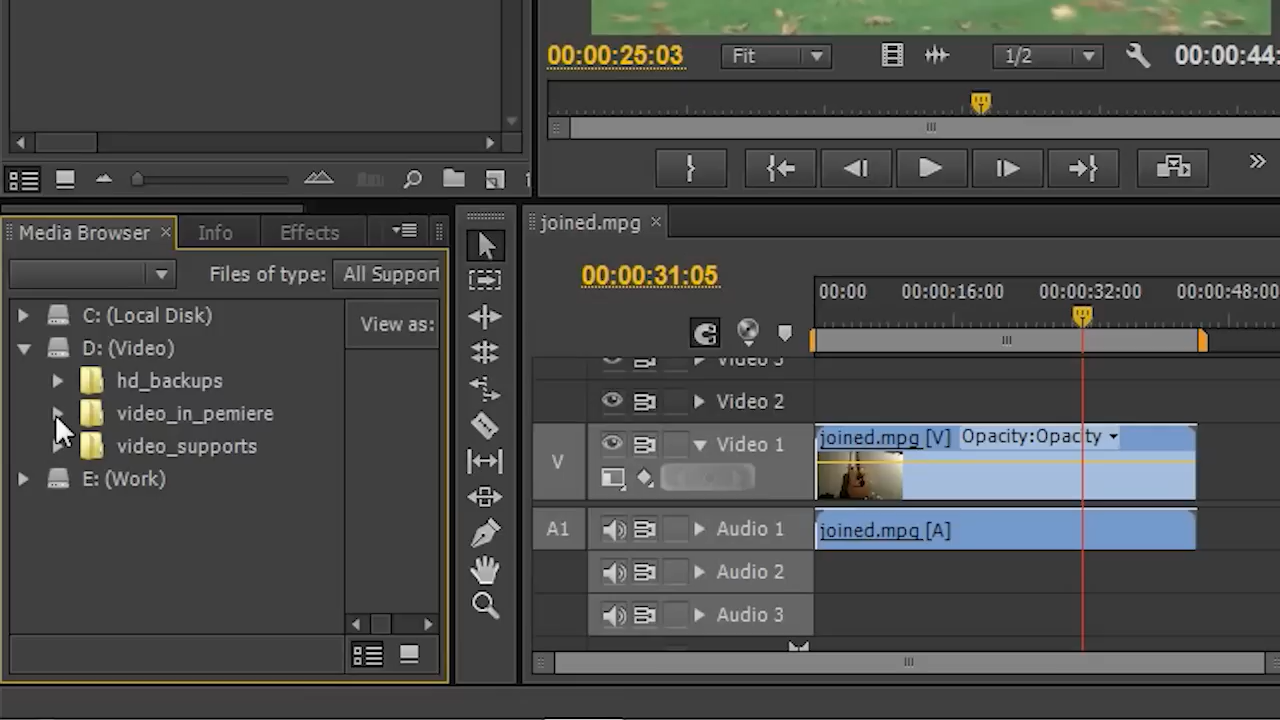 00:00:25:03 Fit 1/2 00:00:44:
Media Browser Info Effects
Files of type: All Support
C: (Local Disk)
View as:
D: (Video)
hd_backups
video_in_pemiere
video_supports
E: (Work)
joined.mpg
00:00:31:05
00:00 00:00:16:00 00:00:32:00 00:00:48:00
Video 3
Video 2
V Video 1
joined.mpg [V] Opacity:Opacity
A1 Audio 1 joined.mpg [A]
Audio 2
Audio 3